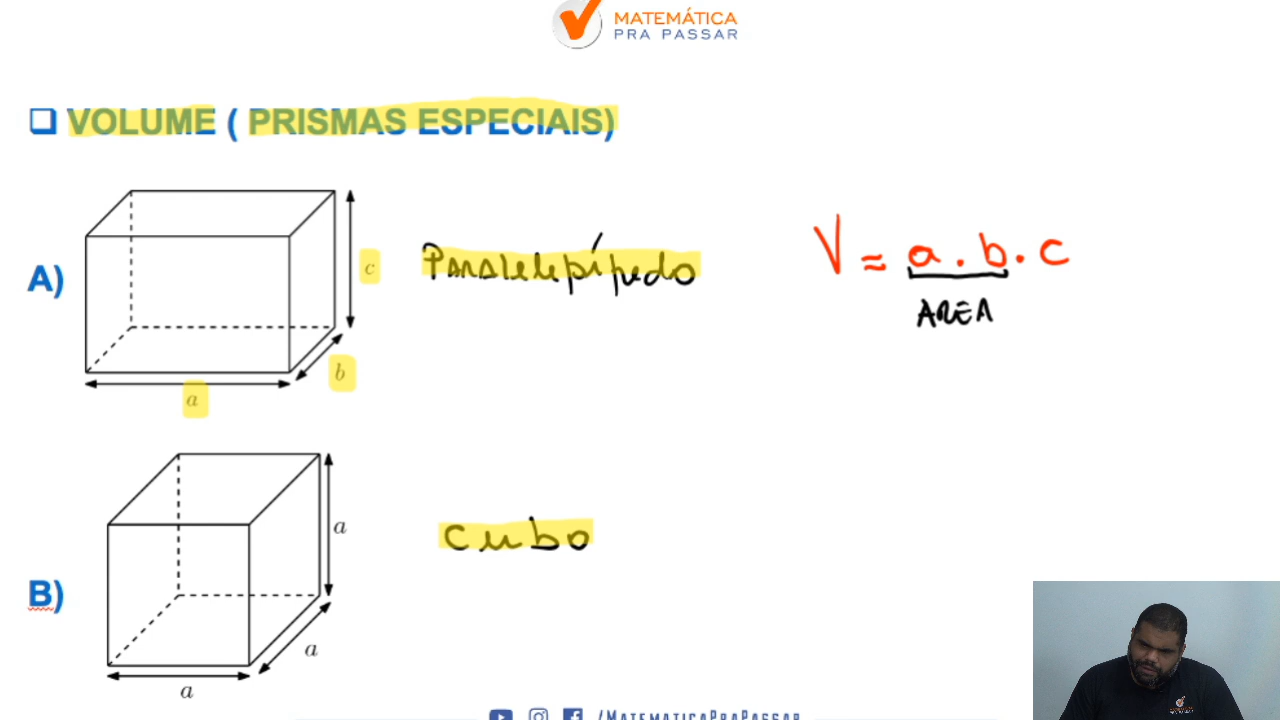 MATEMÁTICA
PRA PASSAR
VOLUME ( PRISMAS ESPECIAIS)
A)
c
b
a
Paralelepípedo
V = a . b . c
AREA
B)
a
a
a
cubo
/MATEMATICAPRAPASSAR